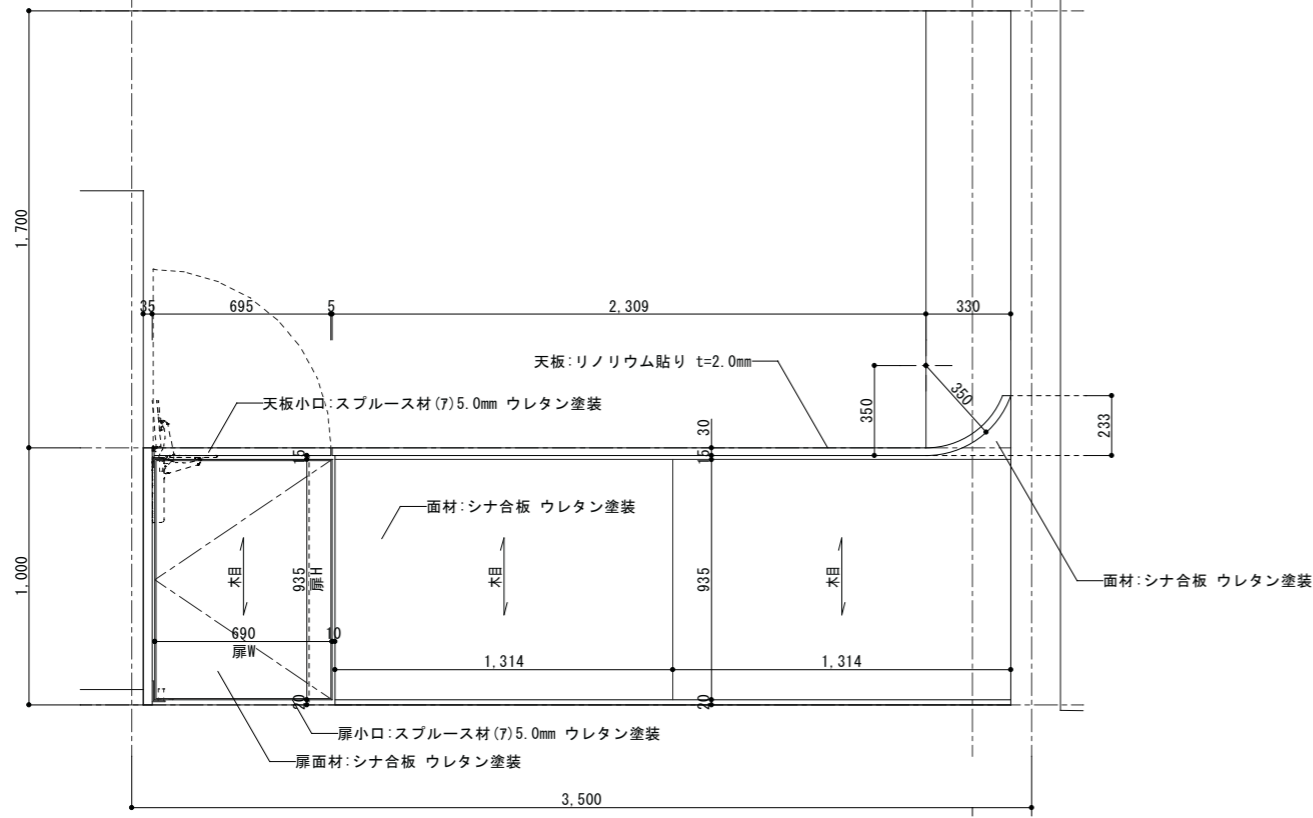 1,700
35
695
5
2,309
330
天板:リノリウム貼り t=2.0mm
350
350
天板小口:スプルース材(ｱ)5.0mm ウレタン塗装
30
233
15
15
面材:シナ合板 ウレタン塗装
1,000
木目
935
扉H
木目
935
木目
面材:シナ合板 ウレタン塗装
690
扉W
10
1,314
1,314
20
20
扉小口:スプルース材(ｱ)5.0mm ウレタン塗装
扉面材:シナ合板 ウレタン塗装
3,500